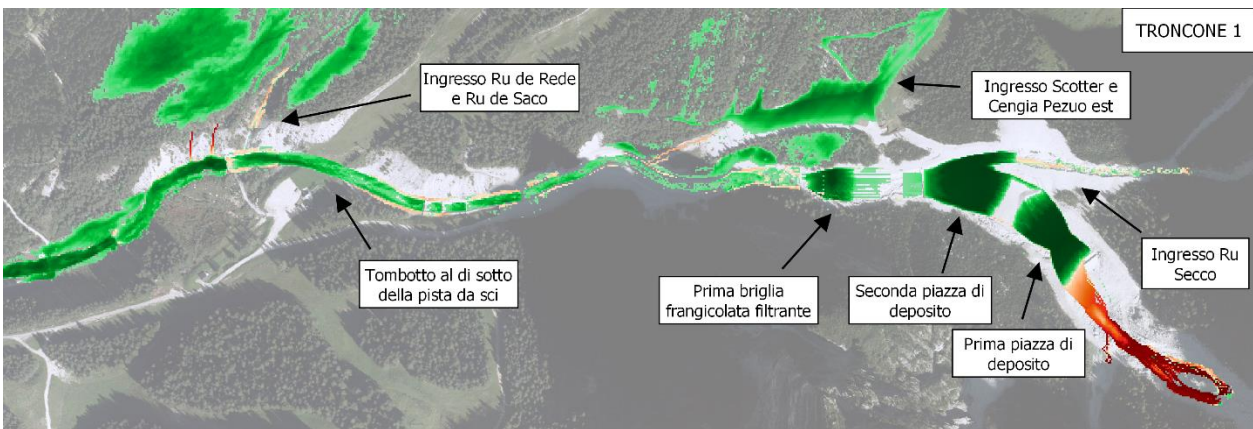 TRONCONE 1
Ingresso Ru de Rede
e Ru de Saco
Ingresso Scotter e
Cengia Pezuo est
Tombotto al di sotto
della pista da sci
Prima briglia
frangicolata filtrante
Seconda piazza di
deposito
Prima piazza di
deposito
Ingresso Ru
Secco